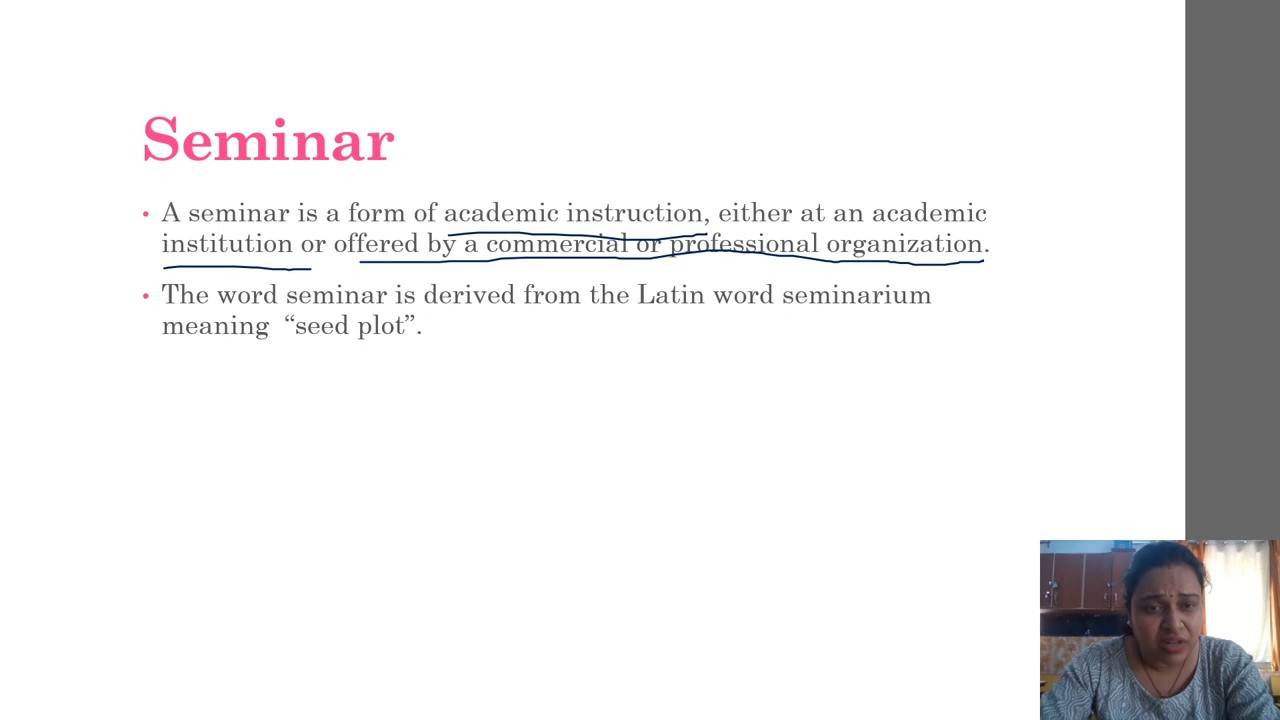 Seminar
• A seminar is a form of academic instruction, either at an academic
institution or offered by a commercial or professional organization.
• The word seminar is derived from the Latin word seminarium
meaning “seed plot”.